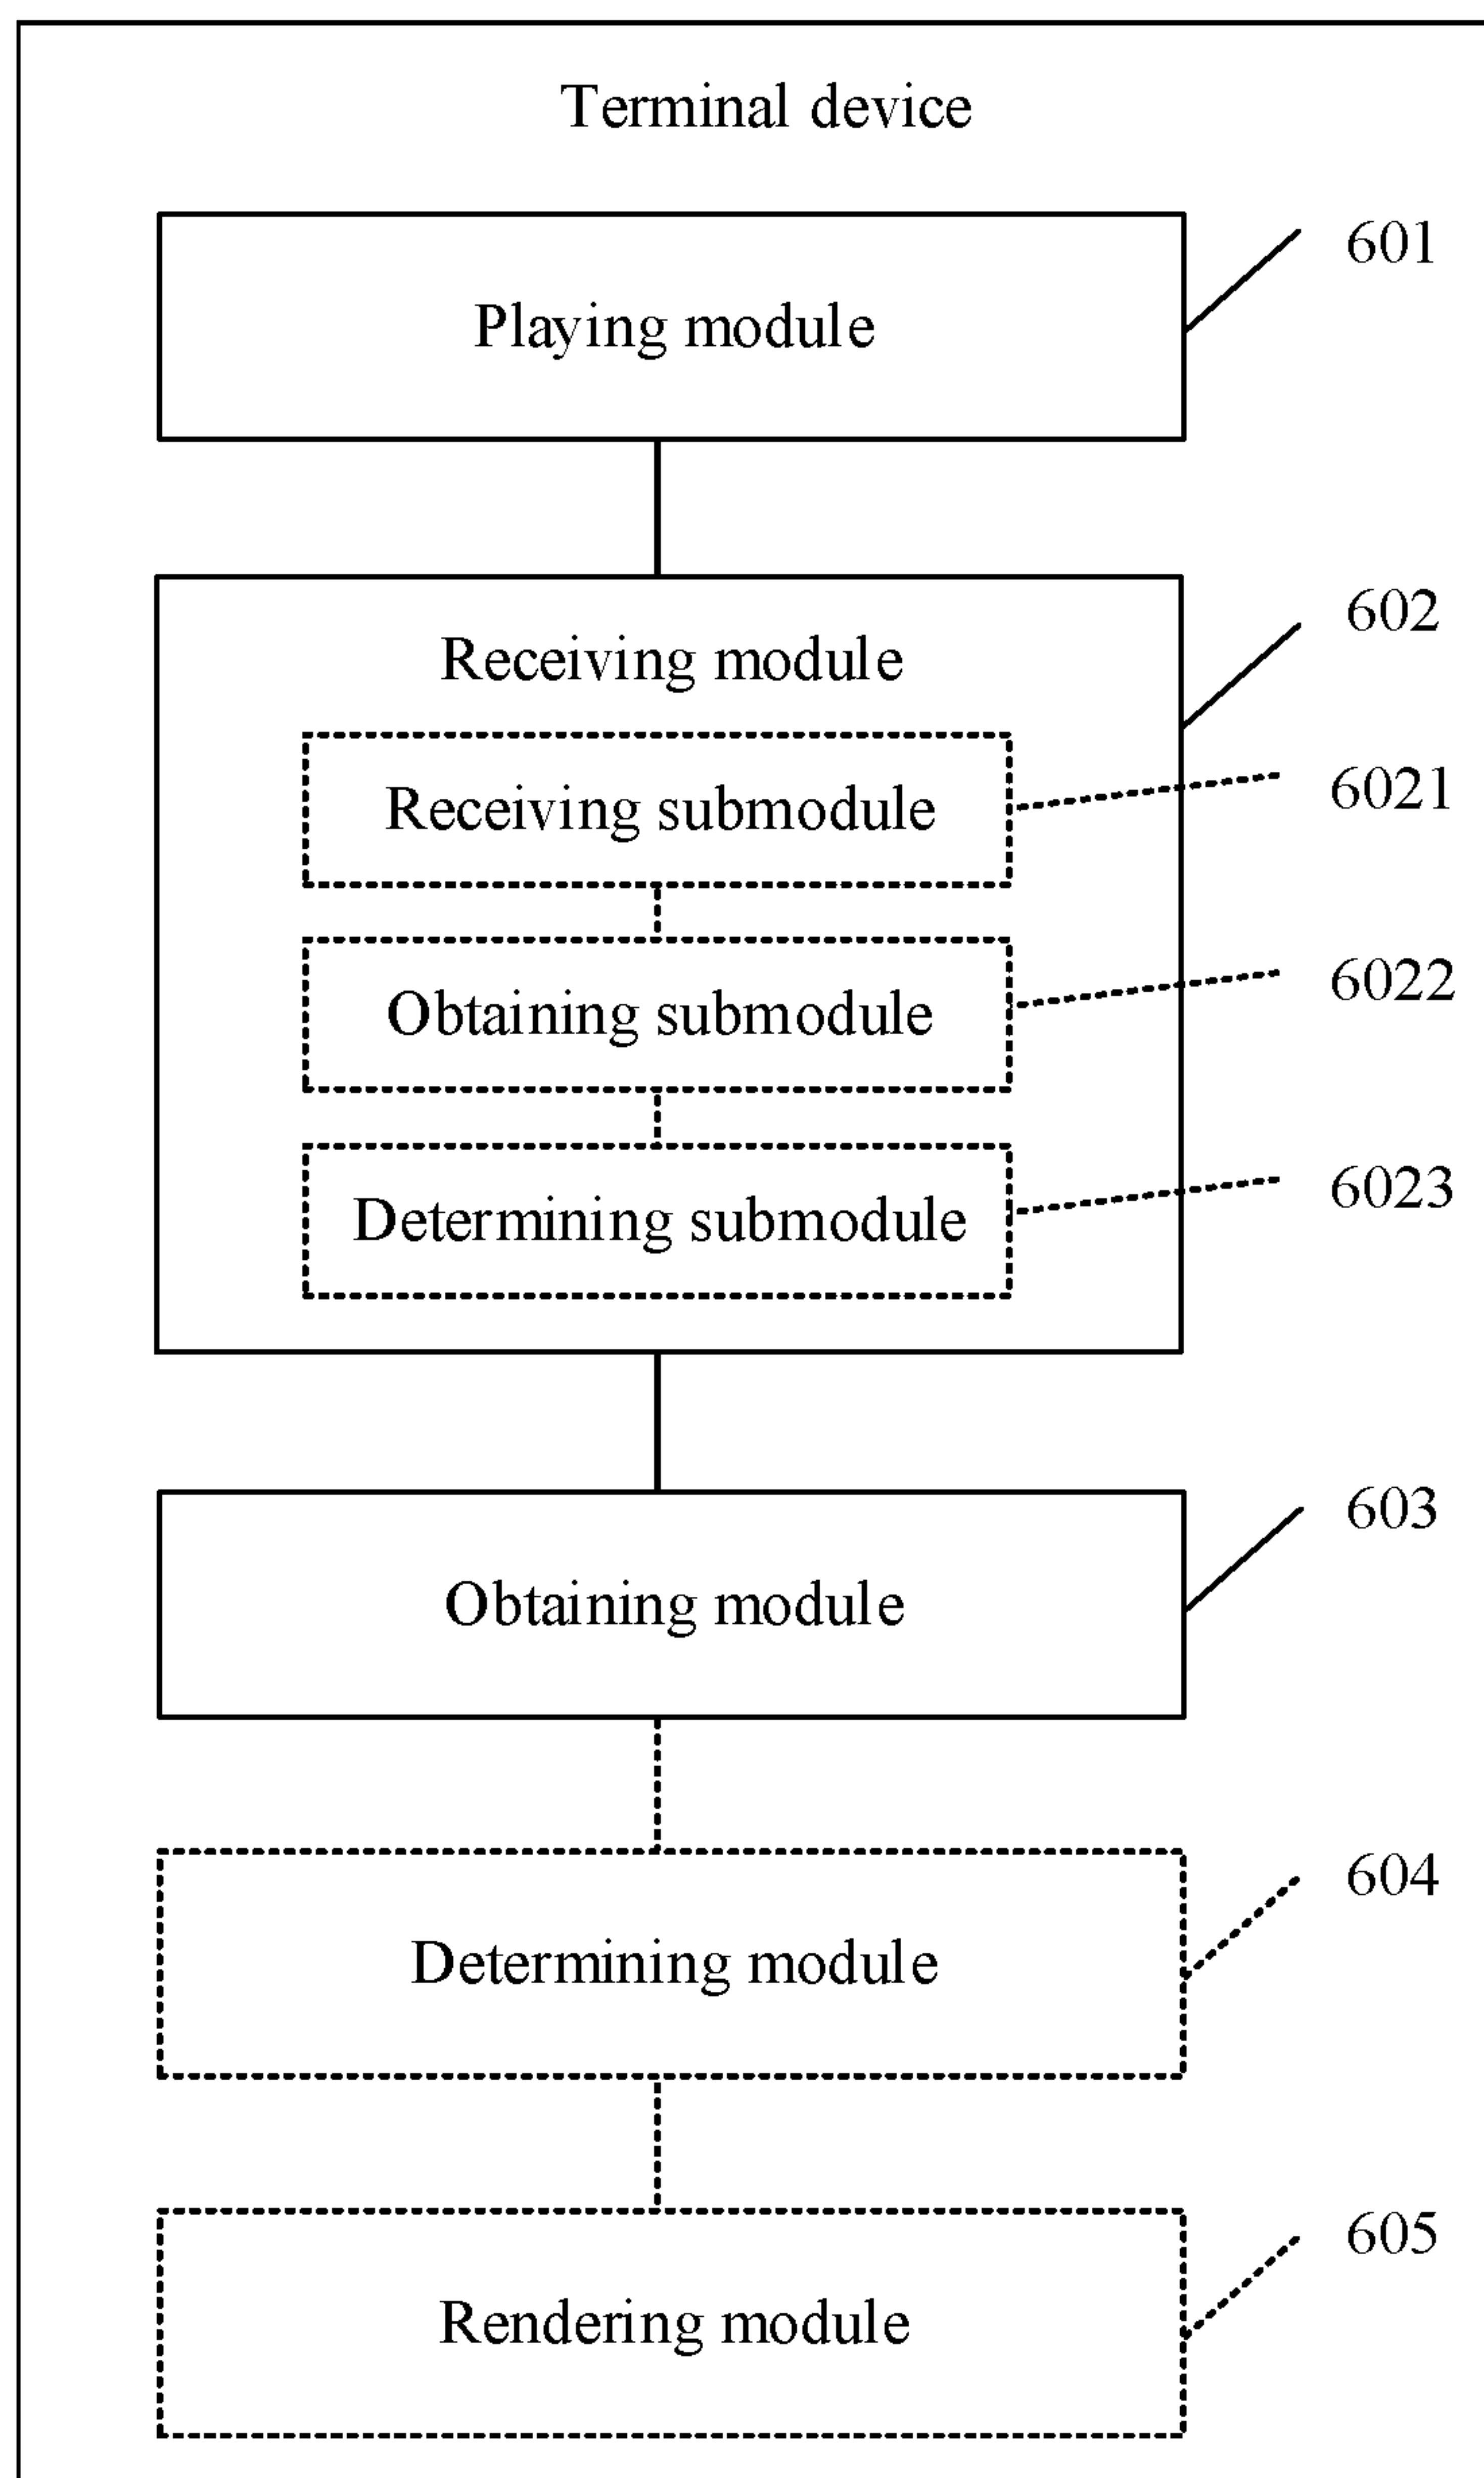 Terminal device
601
Playing module
602
Receiving module
6021
Receiving submodule
6022
Obtaining submodule
6023
Determining submodule
603
Obtaining module
604
Determining module
605
Rendering module